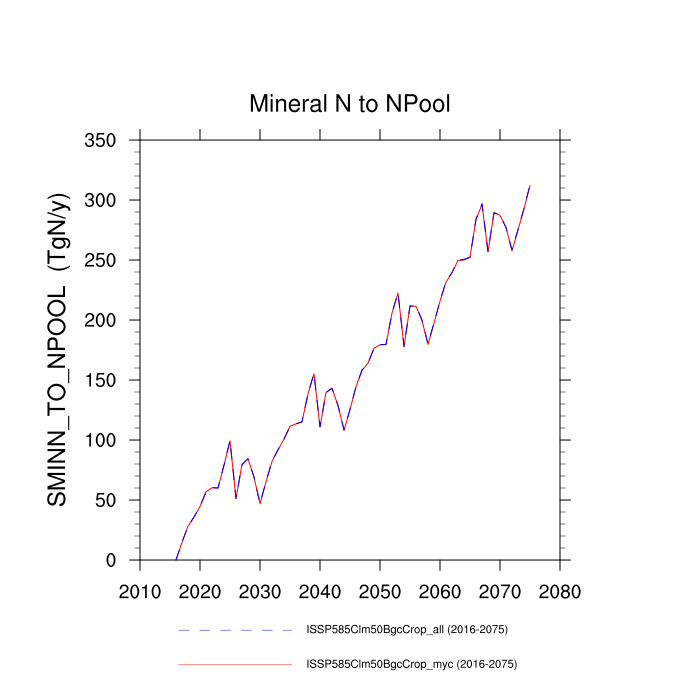 Mineral N to NPool
SMINN_TO_NPOOL (TgN/y)
350
300
250
200
150
100
50
0
2010 2020 2030 2040 2050 2060 2070 2080
ISSP585Clm50BgcCrop_all (2016-2075)
ISSP585Clm50BgcCrop_myc (2016-2075)